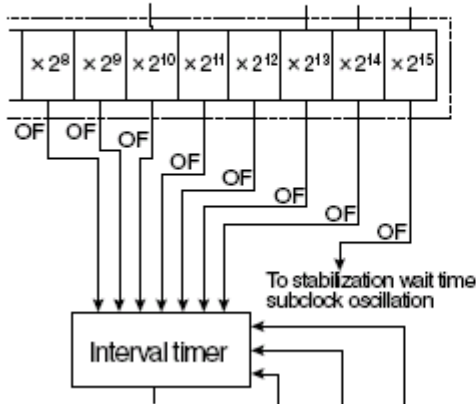 ×2⁸ ×2⁹ ×2¹⁰ ×2¹¹ ×2¹² ×2¹³ ×2¹⁴ ×2¹⁵
OF OF OF
OF
OF
OF
OF OF
To stabilization wait time
subclock oscillation
Interval timer